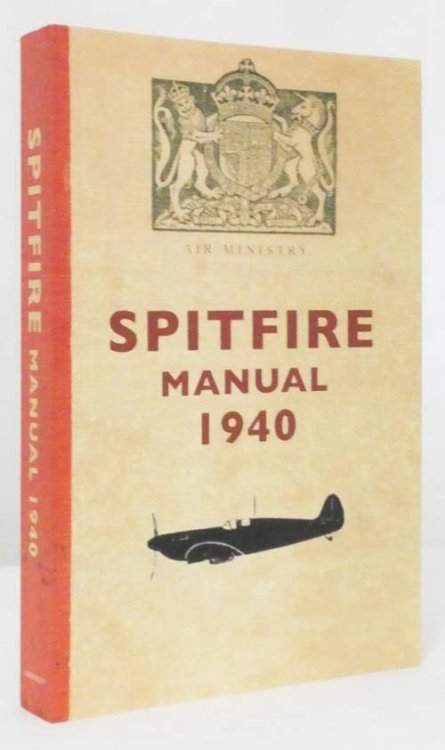 AIR MINISTRY
SPITFIRE
MANUAL
1940
SPITFIRE MANUAL 1940